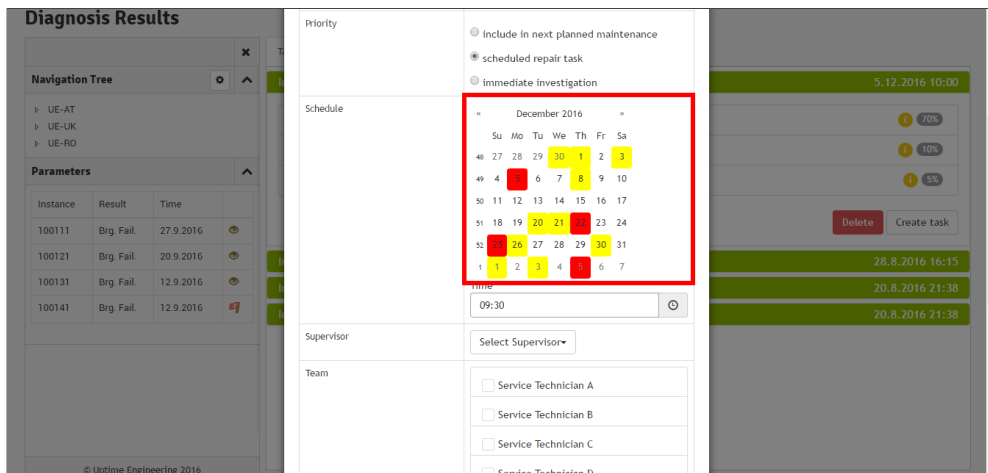 Diagnosis Results
Navigation Tree
UE-AT
UE-UK
UE-RO
Parameters
Instance Result Time
100111 Brg. Fail. 27.9.2016
100121 Brg. Fail. 20.9.2016
100131 Brg. Fail. 12.9.2016
100141 Brg. Fail. 12.9.2016
© Uptime Engineering 2016
Priority
include in next planned maintenance
scheduled repair task
immediate investigation
Schedule
« December 2016 »
Su Mo Tu We Th Fr Sa
48 27 28 29 30 1 2 3
49 4 5 6 7 8 9 10
50 11 12 13 14 15 16 17
51 18 19 20 21 22 23 24
52 25 26 27 28 29 30 31
1 1 2 3 4 5 6 7
Time
09:30
Supervisor
Select Supervisor
Team
Service Technician A
Service Technician B
Service Technician C
Service Technician D
5.12.2016 10:00
i 70%
i 10%
i 5%
Delete Create task
28.8.2016 16:15
20.8.2016 21:38
20.8.2016 21:38